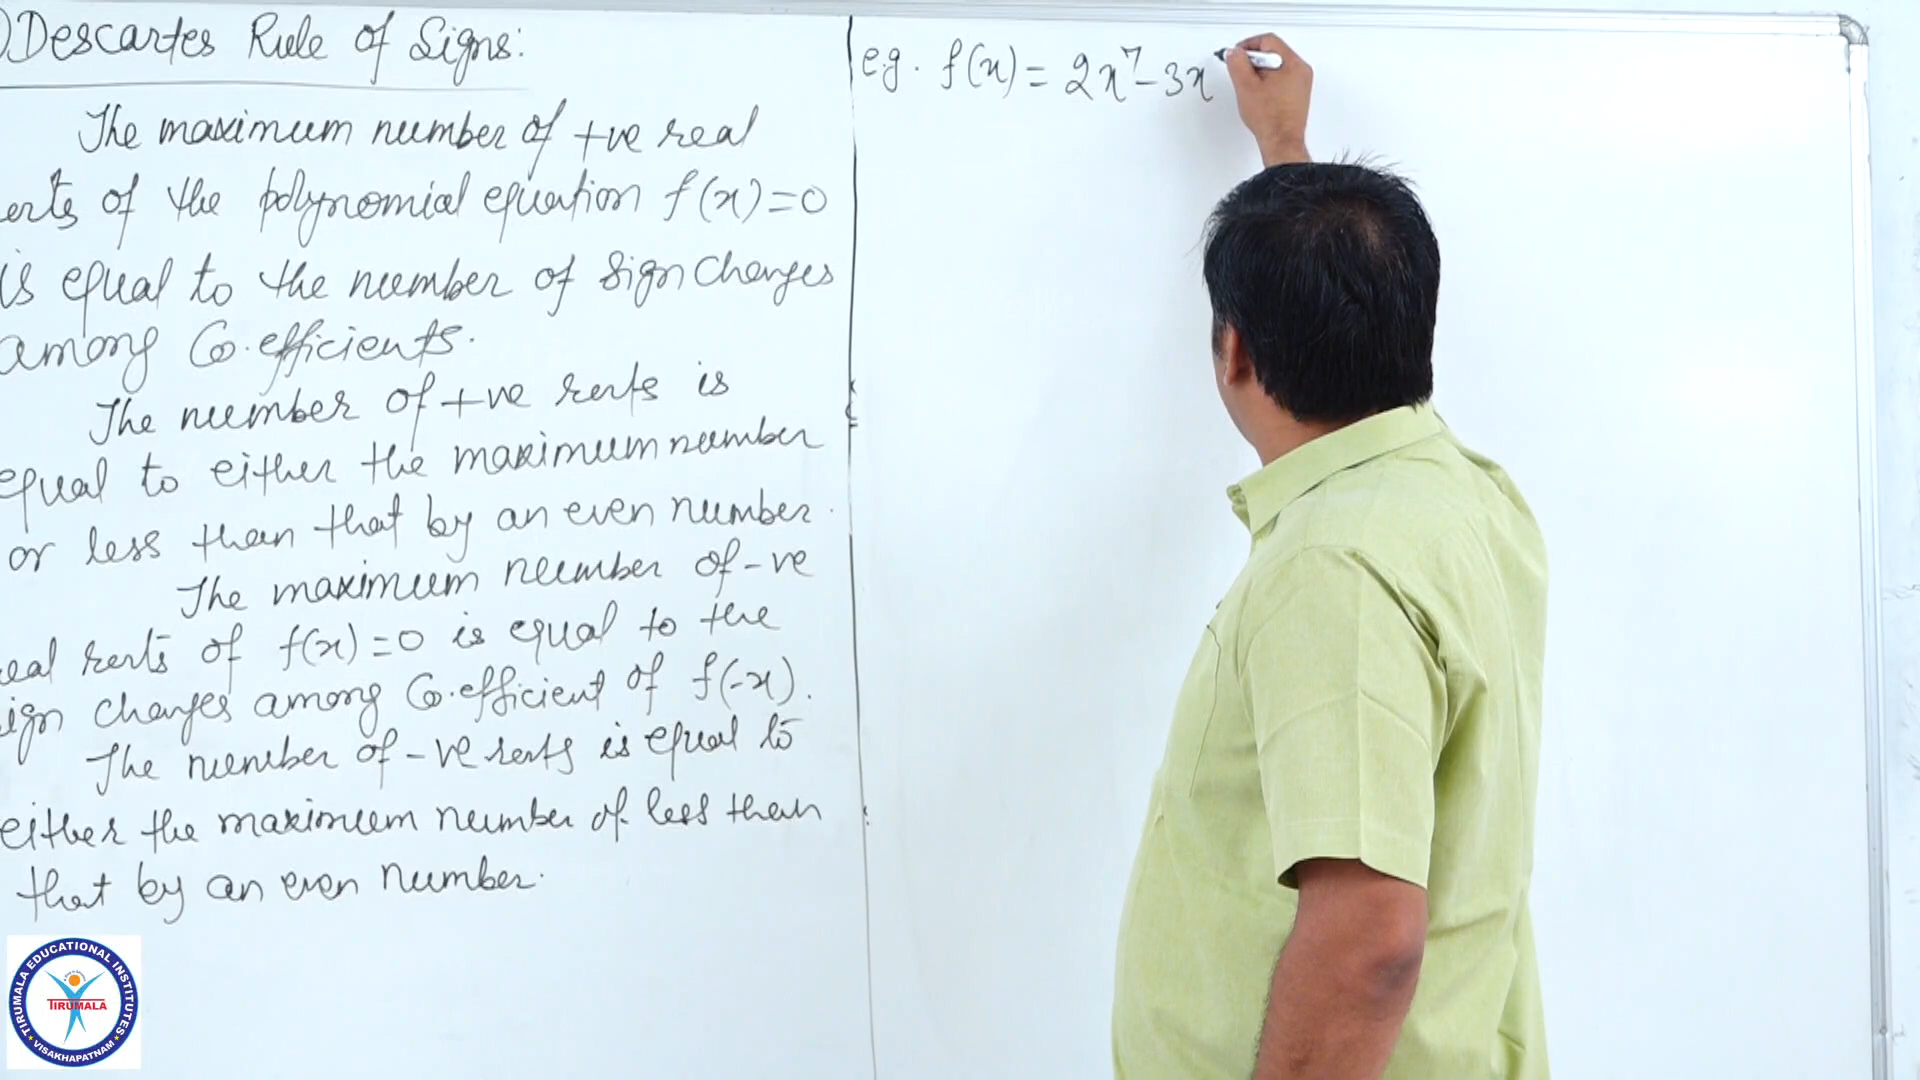 Descartes Rule of Signs:
The maximum number of +ve real
of the polynomial equation f(x)=0
is equal to the number of sign changes
among Co.efficients.
The number of +ve roots is
equal to either the maximum number
or less than that by an even number.
The maximum number of -ve
real roots of f(x)=0 is equal to the
sign changes among Co.efficient of f(-x).
The number of -ve roots is equal to
either the maximum number of less than
that by an even number.
e.g. f(x) = 2x⁷-3x
TIRUMALA EDUCATIONAL INSTITUTES
TIRUMALA
VISAKHAPATNAM